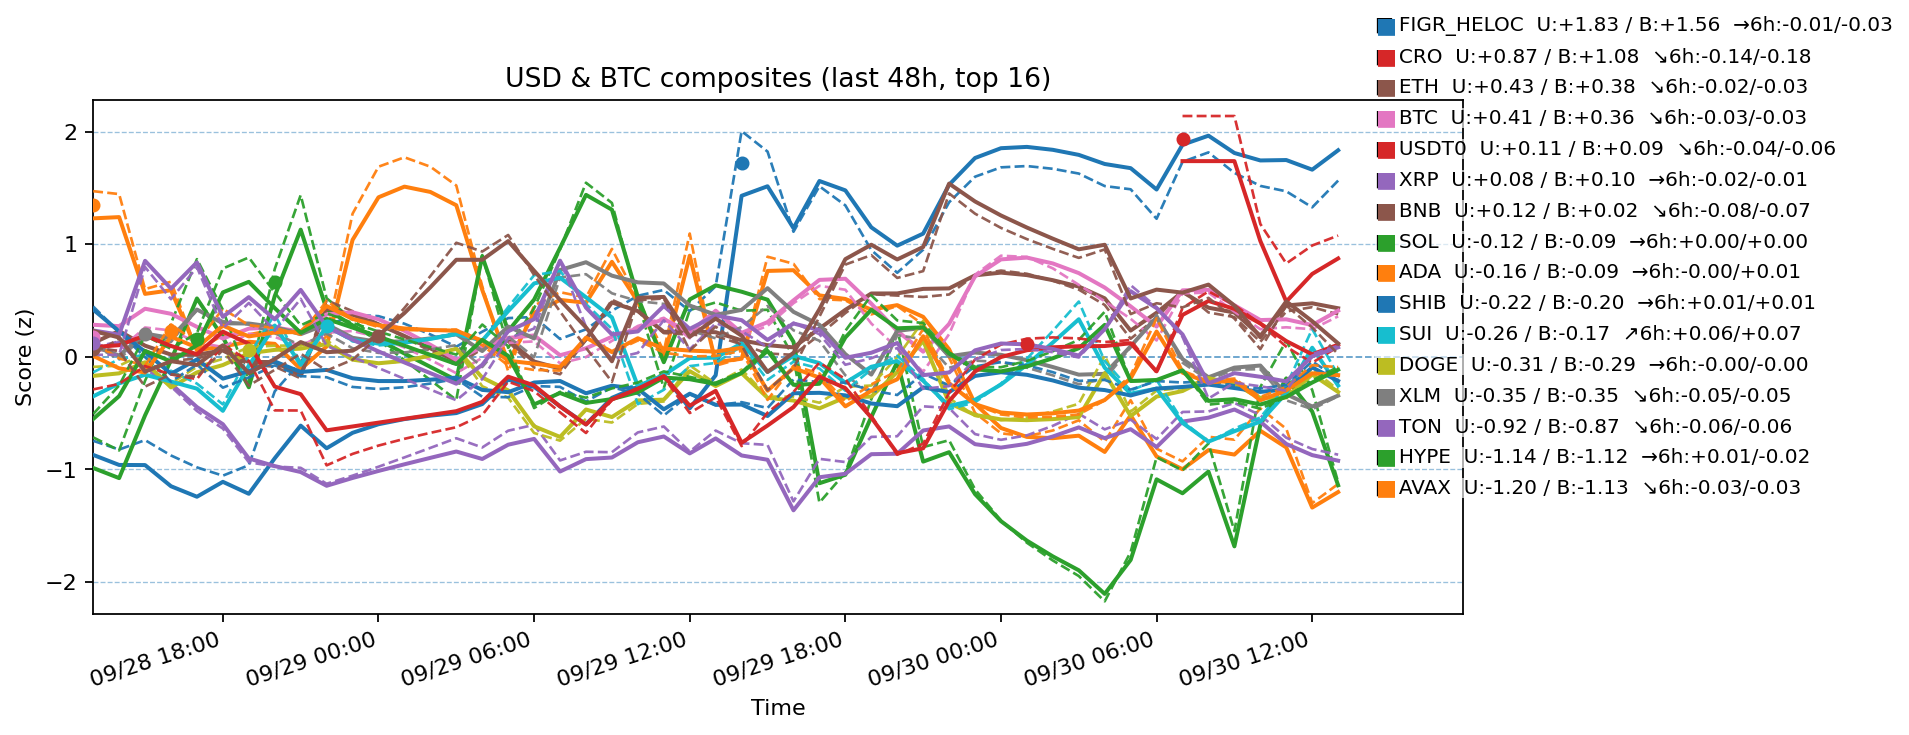 FIGR_HELOC U:+1.83 / B:+1.56 →6h:-0.01/-0.03
CRO U:+0.87 / B:+1.08 ↘6h:-0.14/-0.18
USD & BTC composites (last 48h, top 16)
ETH U:+0.43 / B:+0.38 ↘6h:-0.02/-0.03
BTC U:+0.41 / B:+0.36 ↘6h:-0.03/-0.03
USDT0 U:+0.11 / B:+0.09 ↘6h:-0.04/-0.06
XRP U:+0.08 / B:+0.10 →6h:-0.02/-0.01
BNB U:+0.12 / B:+0.02 ↘6h:-0.08/-0.07
SOL U:-0.12 / B:-0.09 →6h:+0.00/+0.00
ADA U:-0.16 / B:-0.09 →6h:-0.00/+0.01
SHIB U:-0.22 / B:-0.20 →6h:+0.01/+0.01
SUI U:-0.26 / B:-0.17 ↗6h:+0.06/+0.07
DOGE U:-0.31 / B:-0.29 →6h:-0.00/-0.00
XLM U:-0.35 / B:-0.35 ↘6h:-0.05/-0.05
TON U:-0.92 / B:-0.87 ↘6h:-0.06/-0.06
HYPE U:-1.14 / B:-1.12 →6h:+0.01/-0.02
AVAX U:-1.20 / B:-1.13 ↘6h:-0.03/-0.03
Score (z)
2
1
0
−1
−2
09/28 18:00
09/29 00:00
09/29 06:00
09/29 12:00
09/29 18:00
09/30 00:00
09/30 06:00
09/30 12:00
Time